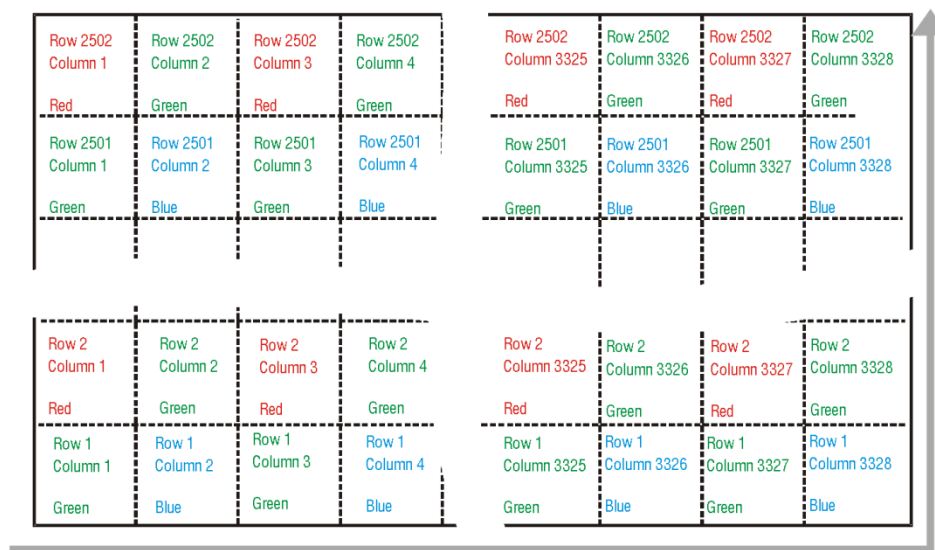 Row 2502
Column 1
Red
Row 2502
Column 2
Green
Row 2502
Column 3
Red
Row 2502
Column 4
Green
Row 2502
Column 3325
Red
Row 2502
Column 3326
Green
Row 2502
Column 3327
Red
Row 2502
Column 3328
Green
Row 2501
Column 1
Green
Row 2501
Column 2
Blue
Row 2501
Column 3
Green
Row 2501
Column 4
Blue
Row 2501
Column 3325
Green
Row 2501
Column 3326
Blue
Row 2501
Column 3327
Green
Row 2501
Column 3328
Blue
Row 2
Column 1
Red
Row 2
Column 2
Green
Row 2
Column 3
Red
Row 2
Column 4
Green
Row 2
Column 3325
Red
Row 2
Column 3326
Green
Row 2
Column 3327
Red
Row 2
Column 3328
Green
Row 1
Column 1
Green
Row 1
Column 2
Blue
Row 1
Column 3
Green
Row 1
Column 4
Blue
Row 1
Column 3325
Green
Row 1
Column 3326
Blue
Row 1
Column 3327
Green
Row 1
Column 3328
Blue